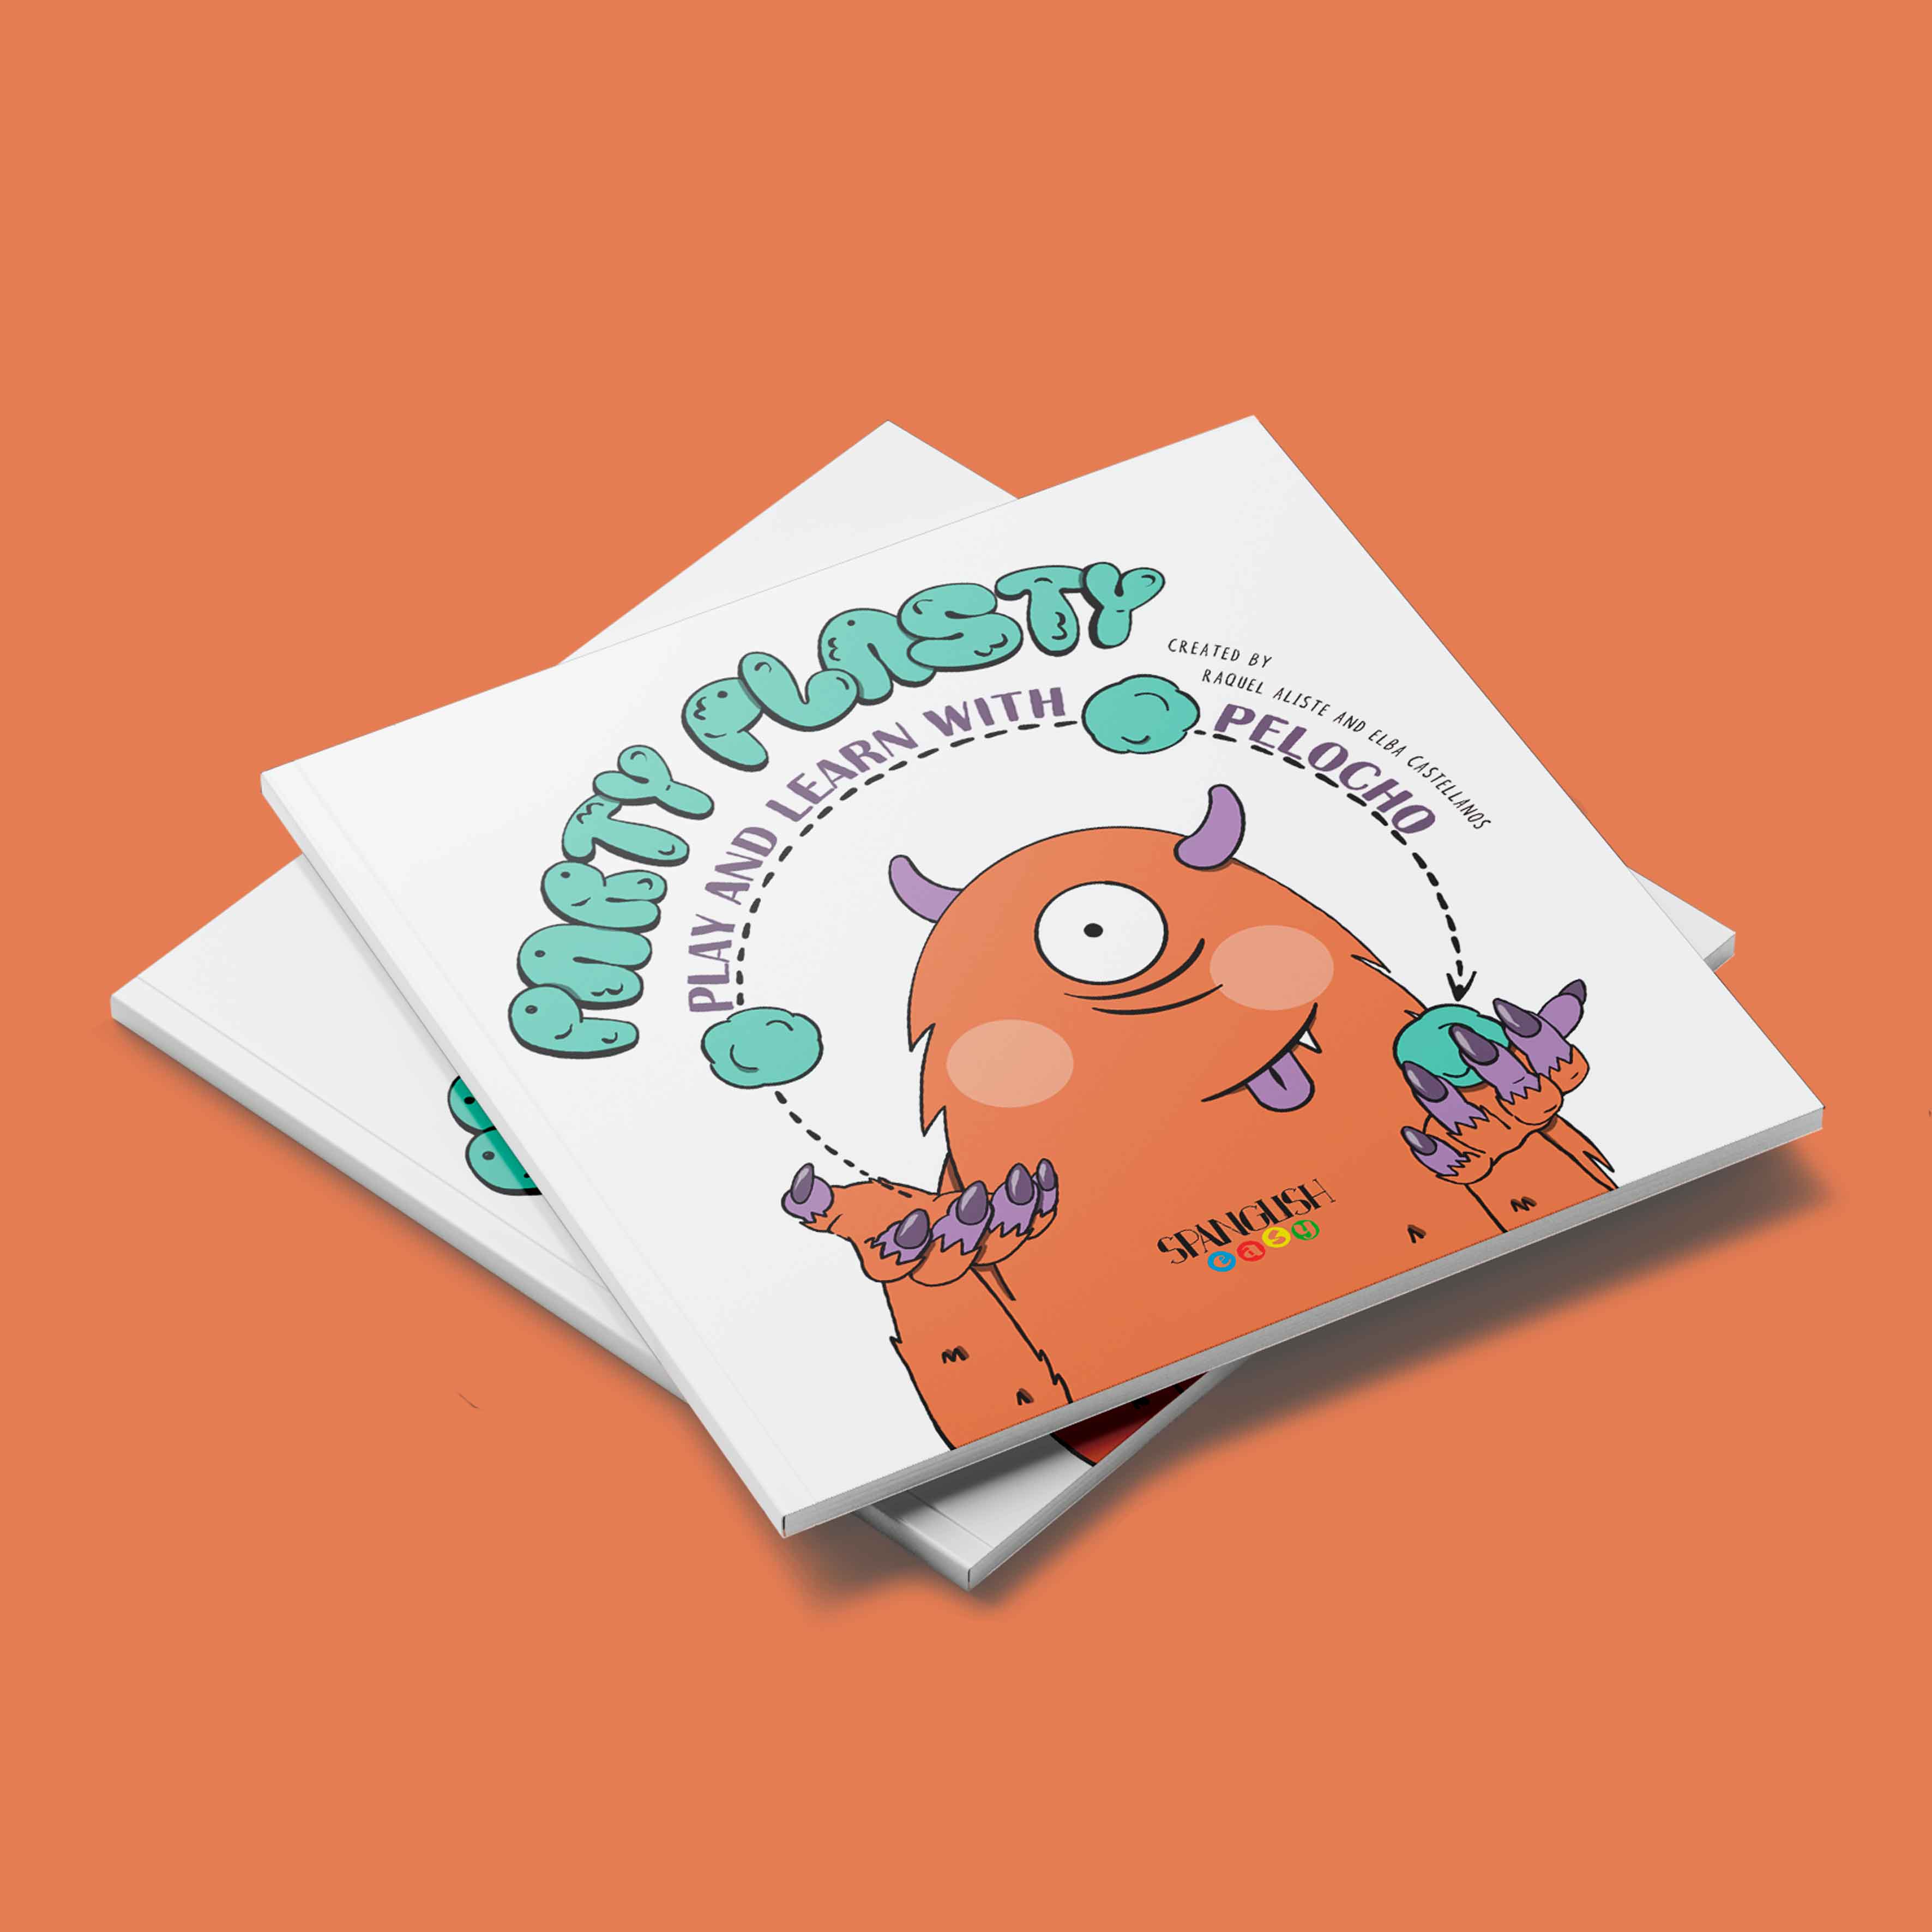 PARTY PLASTY
PLAY AND LEARN WITH PELOCHO
CREATED BY
RAQUEL ALISTE AND ELBA CASTELLANOS
SPANGLISH
easy